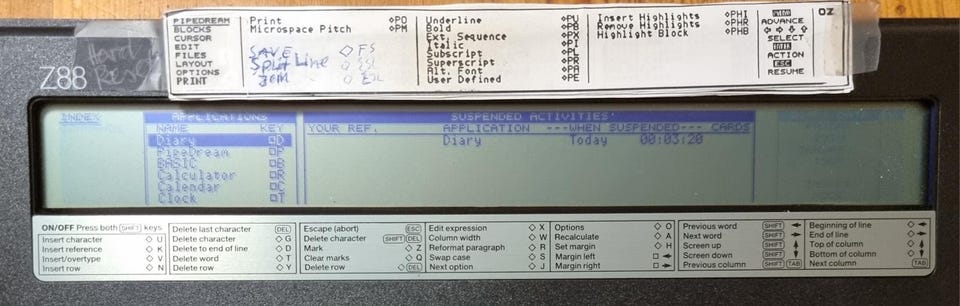 PIPEDREAM
BLOCKS
CURSOR
EDIT
FILES
LAYOUT
OPTIONS
PRINT
Print ◇PO
Microspace Pitch ◇PM
SAVE ◇FS
Split Line ◇SSL
Underline ◇PU
Bold ◇PB
Ext. Sequence ◇PX
Italic ◇PI
Subscript ◇PL
Superscript ◇PR
Alt. Font ◇PA
User Defined ◇PE
Insert Highlights ◇PHI
Remove Highlights ◇PHR
Highlight Block ◇PHB
MENU
ADVANCE
SELECT
ENTER
ACTION
ESC
RESUME
OZ
Z88
INDEX
APPLICATIONS
NAME KEY
Diary □D
PipeDream □P
BASIC □B
Calculator □R
Calendar □C
Clock □T
SUSPENDED ACTIVITIES
YOUR REF. APPLICATION ---WHEN SUSPENDED--- CARDS
Diary Today 00:03:20
ON/OFF Press both SHIFT keys
Insert character ◇ U
Insert reference ◇ K
Insert/overtype ◇ V
Insert row ◇ N
Delete last character DEL
Delete character ◇ G
Delete to end of line ◇ D
Delete word ◇ T
Delete row ◇ Y
Escape (abort) ESC
Delete character SHIFT DEL
Mark ◇ Z
Clear marks ◇ Q
Delete row ◇ DEL
Edit expression ◇ X
Column width ◇ W
Reformat paragraph ◇ R
Swap case ◇ S
Next option ◇ J
Options ◇ O
Recalculate ◇ A
Set margin ◇ H
Margin left □ ←
Margin right □ →
Previous word SHIFT ←
Next word SHIFT →
Screen up SHIFT ↑
Screen down SHIFT ↓
Previous column SHIFT TAB
Beginning of line ◇ ←
End of line ◇ →
Top of column ◇ ↑
Bottom of column ◇ ↓
Next column TAB